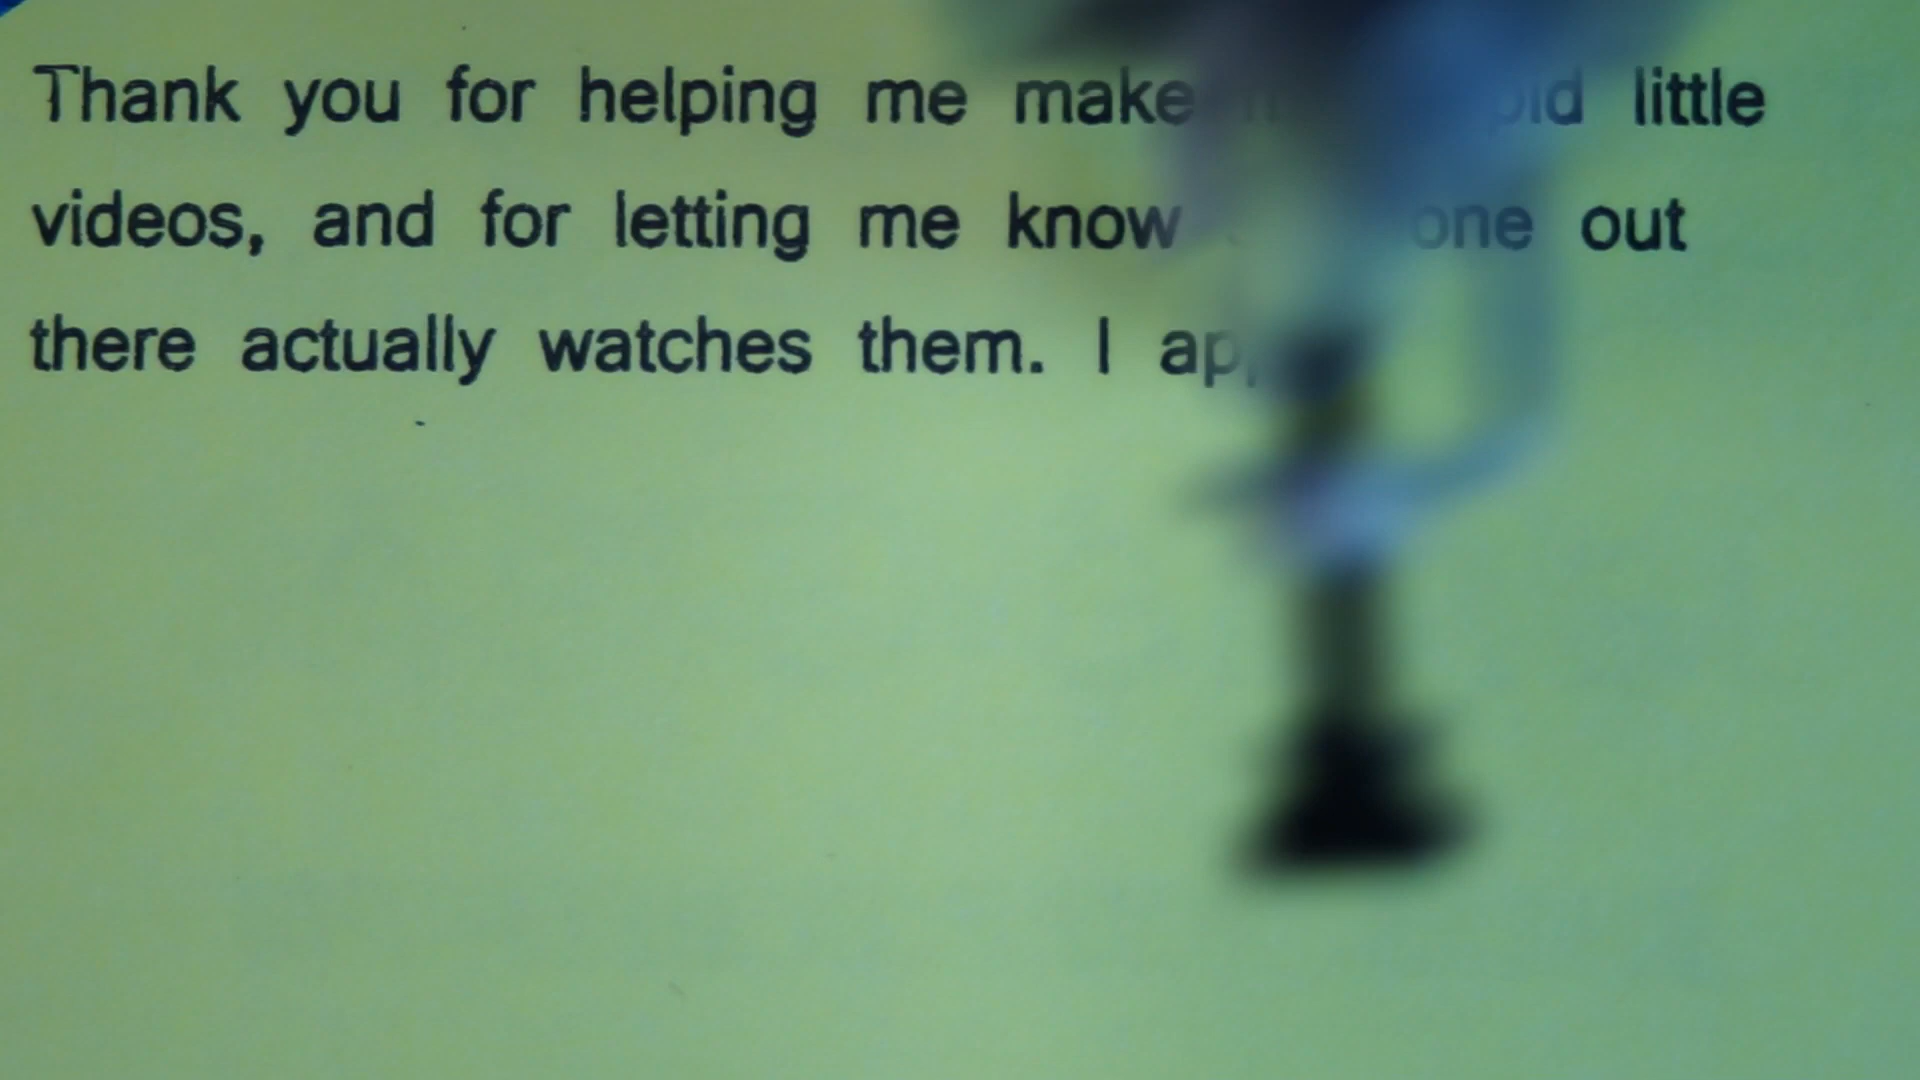 Thank you for helping me make little
videos, and for letting me know out
there actually watches them. I